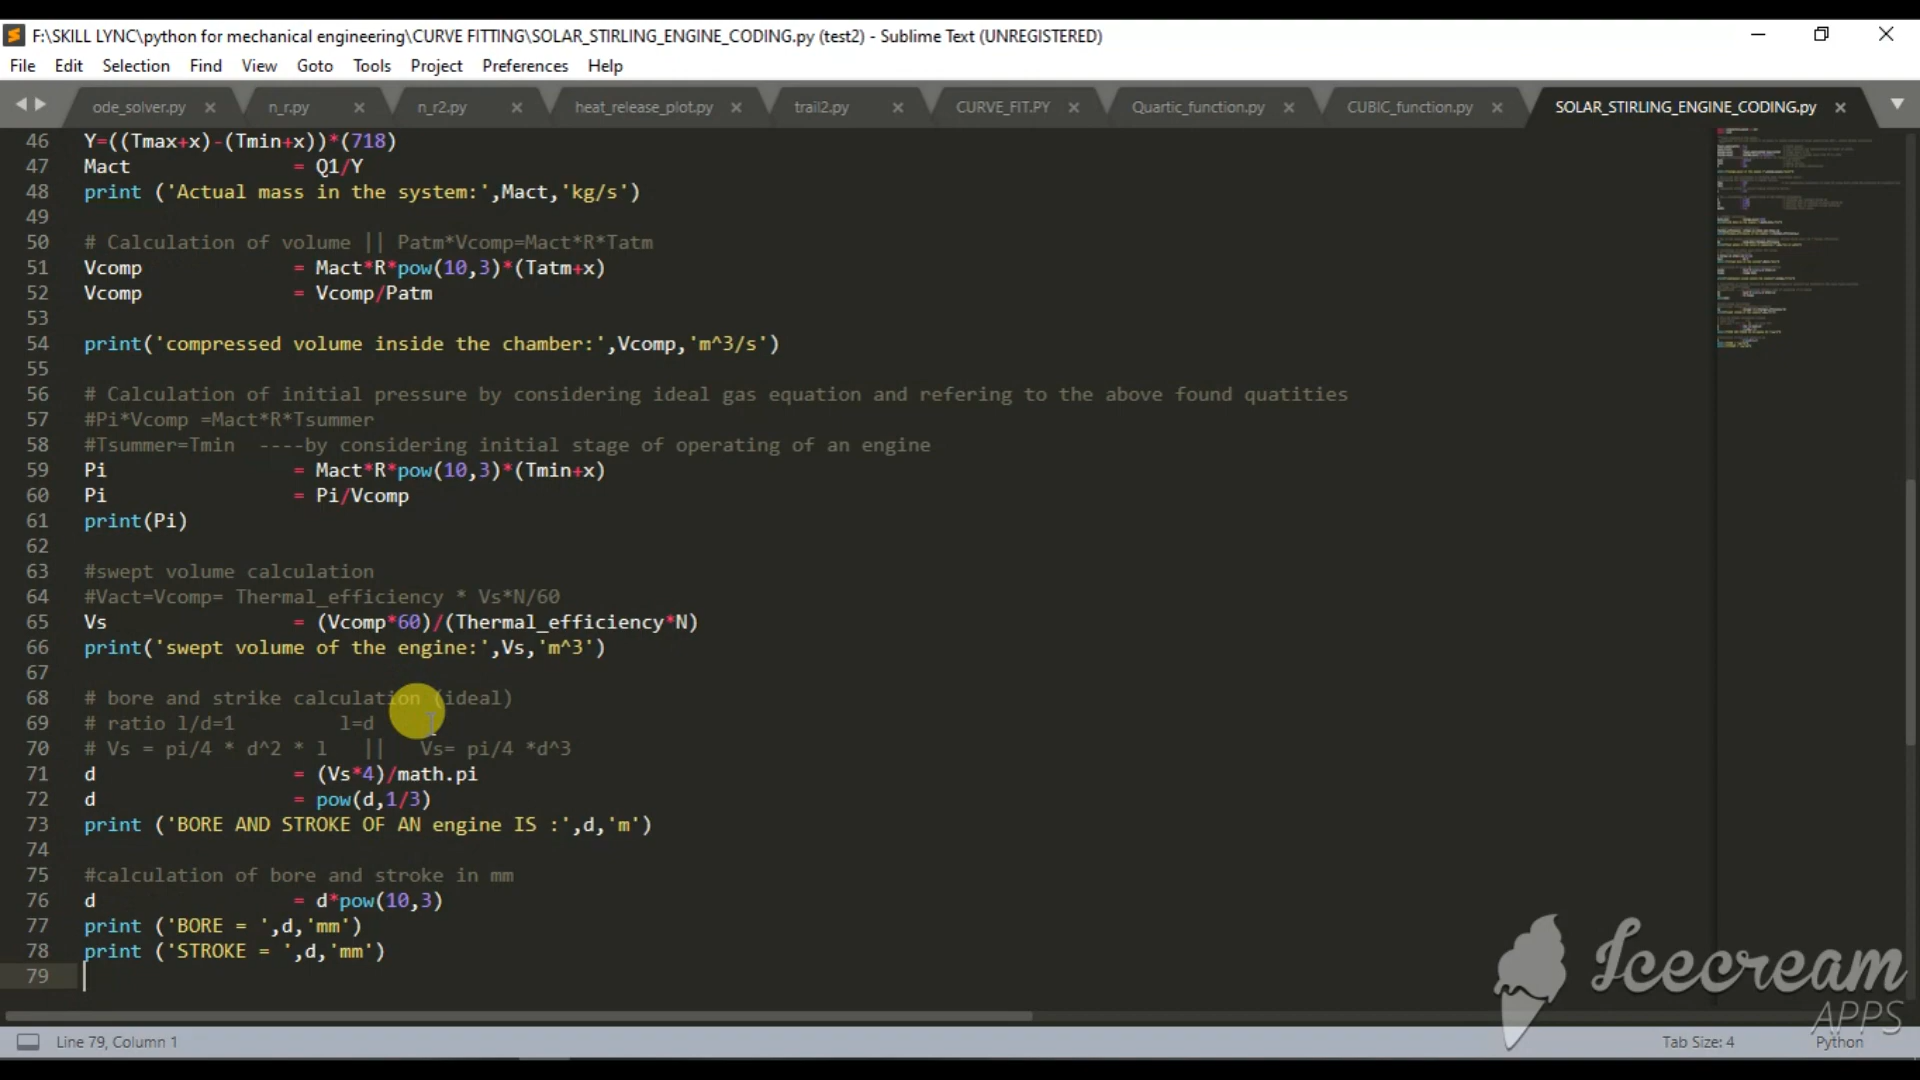 F:\SKILL LYNC\python for mechanical engineering\CURVE FITTING\SOLAR_STIRLING_ENGINE_CODING.py (test2) - Sublime Text (UNREGISTERED)
File Edit Selection Find View Goto Tools Project Preferences Help
ode_solver.py n_r.py n_r2.py heat_release_plot.py trail2.py CURVE_FIT.PY Quartic_function.py CUBIC_function.py SOLAR_STIRLING_ENGINE_CODING.py
46 Y=((Tmax+x)-(Tmin+x))*(718)
47 Mact = Q1/Y
48 print ('Actual mass in the system:',Mact,'kg/s')
49
50 # Calculation of volume || Patm*Vcomp=Mact*R*Tatm
51 Vcomp = Mact*R*pow(10,3)*(Tatm+x)
52 Vcomp = Vcomp/Patm
53
54 print('compressed volume inside the chamber:',Vcomp,'m^3/s')
55
56 # Calculation of initial pressure by considering ideal gas equation and refering to the above found quatities
57 #Pi*Vcomp =Mact*R*Tsummer
58 #Tsummer=Tmin ----by considering initial stage of operating of an engine
59 Pi = Mact*R*pow(10,3)*(Tmin+x)
60 Pi = Pi/Vcomp
61 print(Pi)
62
63 #swept volume calculation
64 #Vact=Vcomp= Thermal_efficiency * Vs*N/60
65 Vs = (Vcomp*60)/(Thermal_efficiency*N)
66 print('swept volume of the engine:',Vs,'m^3')
67
68 # bore and strike calculation (ideal)
69 # ratio l/d=1 l=d
70 # Vs = pi/4 * d^2 * l || Vs= pi/4 *d^3
71 d = (Vs*4)/math.pi
72 d = pow(d,1/3)
73 print ('BORE AND STROKE OF AN engine IS :',d,'m')
74
75 #calculation of bore and stroke in mm
76 d = d*pow(10,3)
77 print ('BORE = ',d,'mm')
78 print ('STROKE = ',d,'mm')
79
Icecream
APPS
Line 79, Column 1 Tab Size: 4 Python